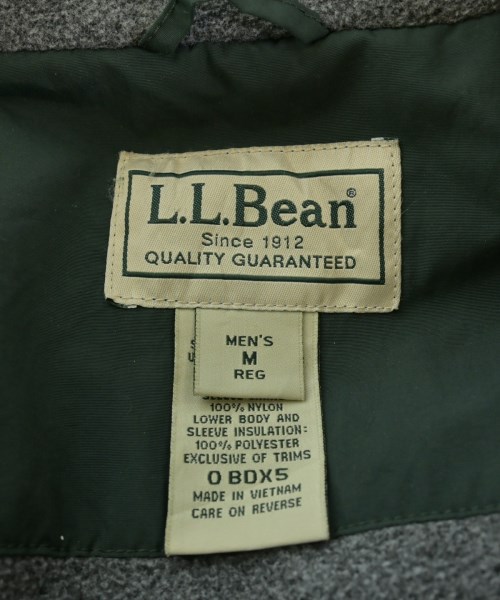 L.L.Bean®
Since 1912
QUALITY GUARANTEED
MEN'S
M
REG
100% NYLON
LOWER BODY AND
SLEEVE INSULATION:
100% POLYESTER
EXCLUSIVE OF TRIMS
0 BDX5
MADE IN VIETNAM
CARE ON REVERSE